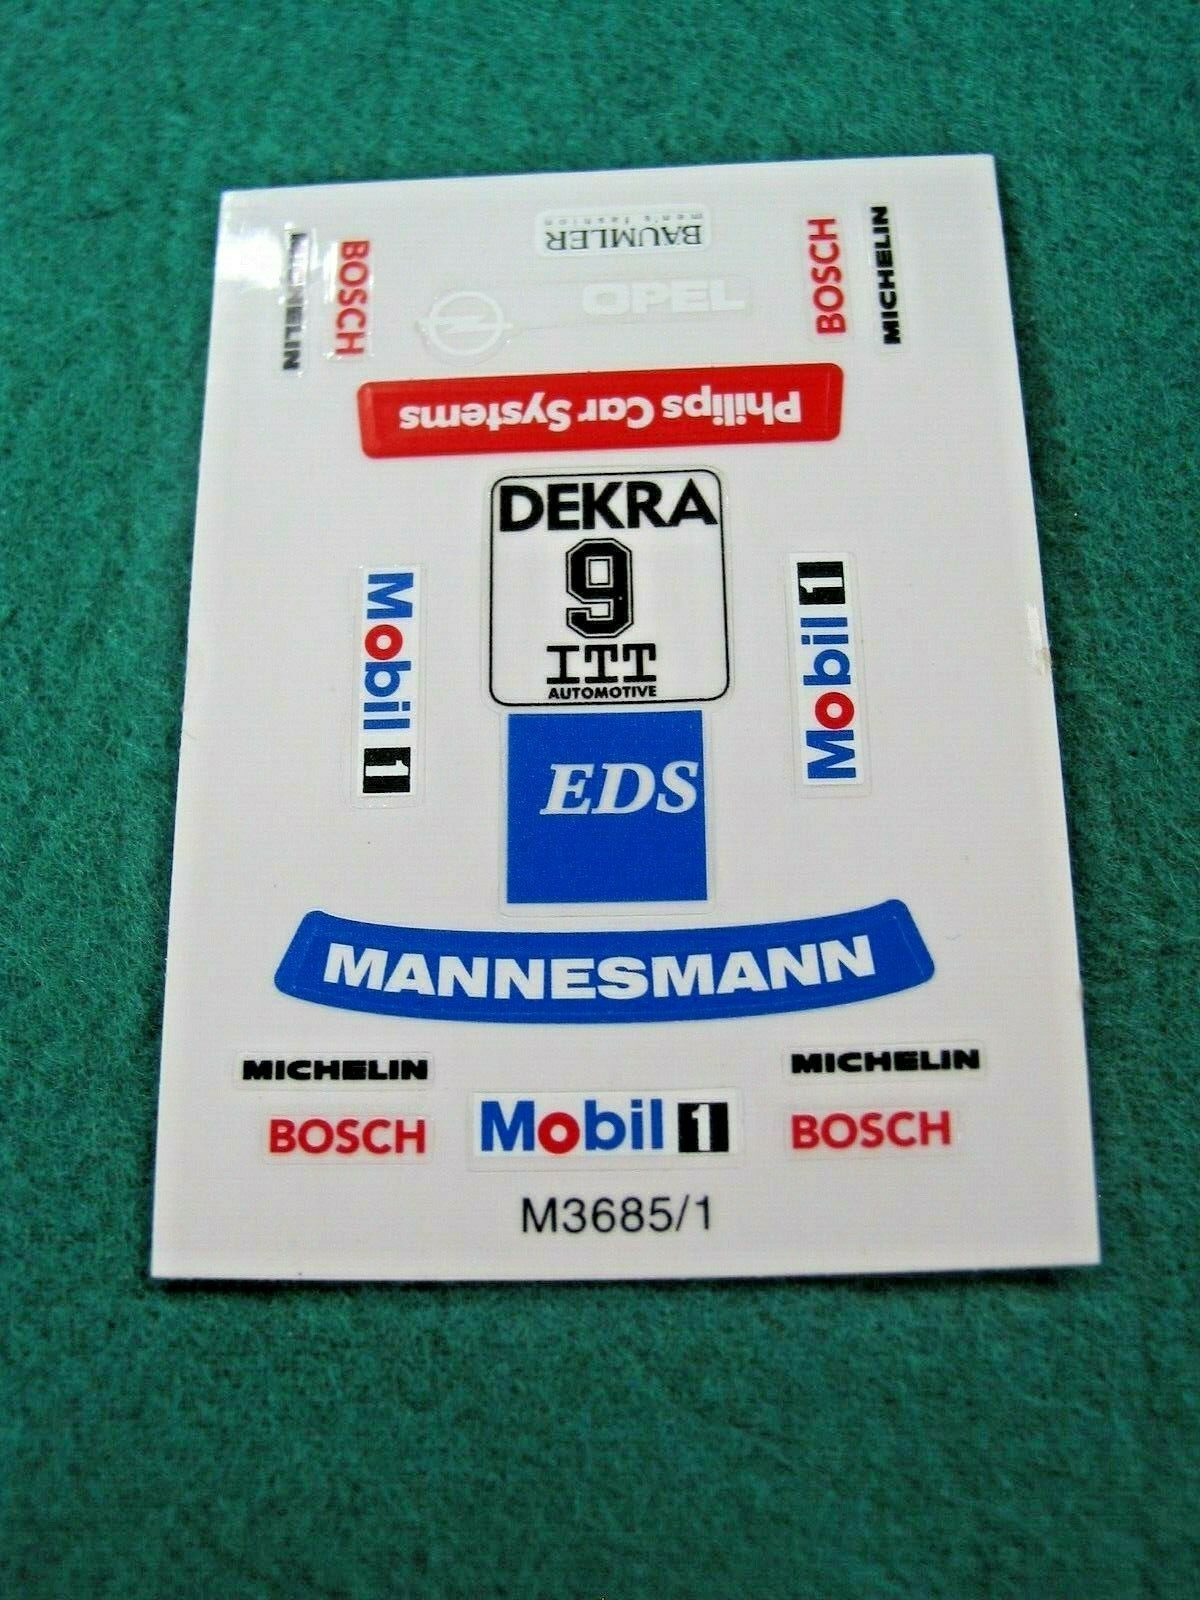 BÄUMLER
men's fashion
MICHELIN
BOSCH
OPEL
BOSCH
MICHELIN
Philips Car Systems
DEKRA
9
ITT
AUTOMOTIVE
Mobil 1
Mobil 1
EDS
MANNESMANN
MICHELIN
MICHELIN
BOSCH
Mobil 1
BOSCH
M3685/1